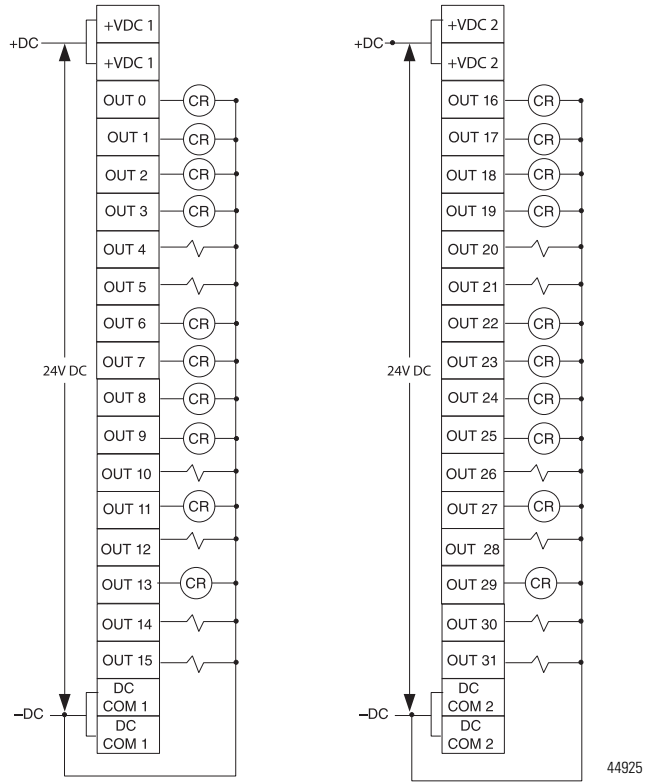 +VDC 1
+DC
+VDC 1
OUT 0 CR
OUT 1 CR
OUT 2 CR
OUT 3 CR
OUT 4
OUT 5
OUT 6 CR
OUT 7 CR
24V DC
OUT 8 CR
OUT 9 CR
OUT 10
OUT 11 CR
OUT 12
OUT 13 CR
OUT 14
OUT 15
DC
COM 1
–DC
DC
COM 1
+VDC 2
+DC
+VDC 2
OUT 16 CR
OUT 17 CR
OUT 18 CR
OUT 19 CR
OUT 20
OUT 21
OUT 22 CR
OUT 23 CR
24V DC
OUT 24 CR
OUT 25 CR
OUT 26
OUT 27 CR
OUT 28
OUT 29 CR
OUT 30
OUT 31
DC
COM 2
–DC
DC
COM 2
44925